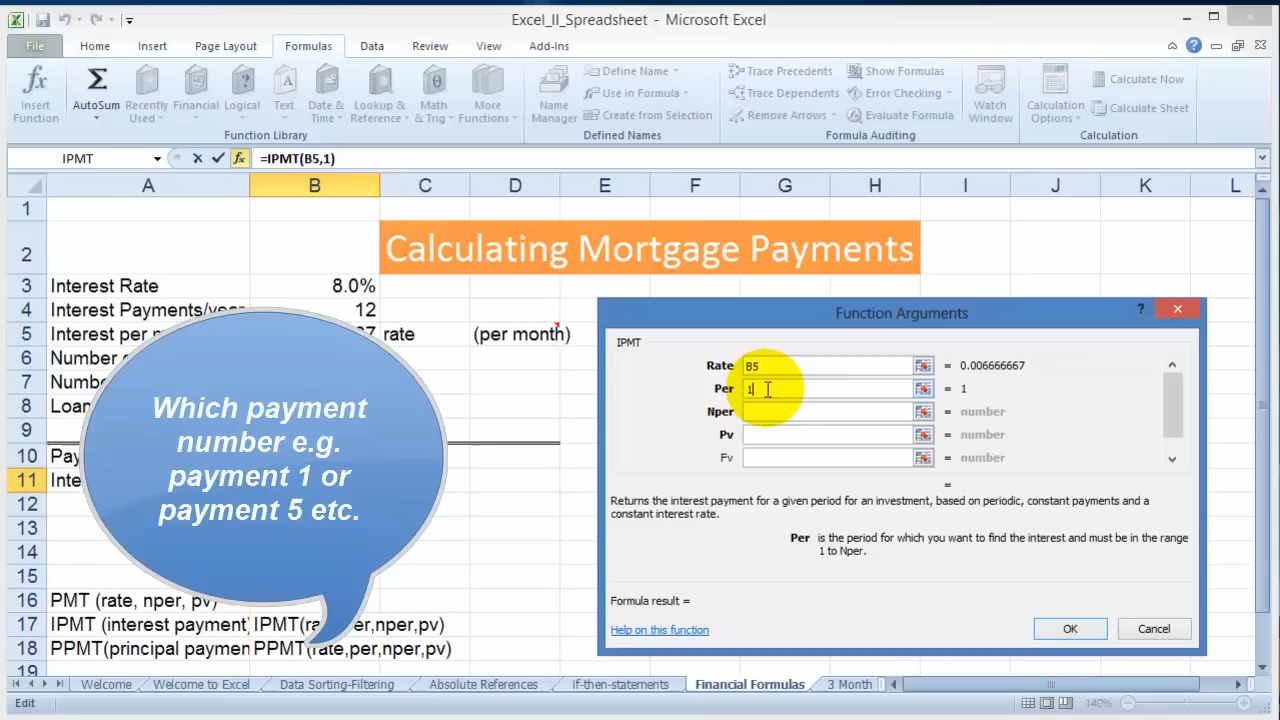 Excel_II_Spreadsheet - Microsoft Excel
File Home Insert Page Layout Formulas Data Review View Add-Ins
fx Insert Function
Σ AutoSum
Recently Used
Financial
Logical
Text
Date & Time
Lookup & Reference
Math & Trig
More Functions
Function Library
Name Manager
Define Name
Use in Formula
Create from Selection
Defined Names
Trace Precedents
Trace Dependents
Remove Arrows
Show Formulas
Error Checking
Evaluate Formula
Formula Auditing
Watch Window
Calculation Options
Calculate Now
Calculate Sheet
Calculation
IPMT fx =IPMT(B5,1)
A B C D E F G H I J K L
1
2 Calculating Mortgage Payments
3 Interest Rate 8.0%
4 Interest Payments/year 12
5 Interest per rate (per month)
6
7
8 Loan
9
10
11
12
13
14
15
16 PMT (rate, nper, pv)
17 IPMT (interest payment) IPMT(rate,per,nper,pv)
18 PPMT(principal paymen PPMT(rate,per,nper,pv)
19
Which payment
number e.g.
payment 1 or
payment 5 etc.
Function Arguments
IPMT
Rate B5 = 0.006666667
Per 1 = 1
Nper = number
Pv = number
Fv = number
=
Returns the interest payment for a given period for an investment, based on periodic, constant payments and a
constant interest rate.
Per is the period for which you want to find the interest and must be in the range
1 to Nper.
Formula result =
Help on this function
OK Cancel
Welcome Welcome to Excel Data Sorting-Filtering Absolute References if-then-statements Financial Formulas 3 Month
Edit 140%